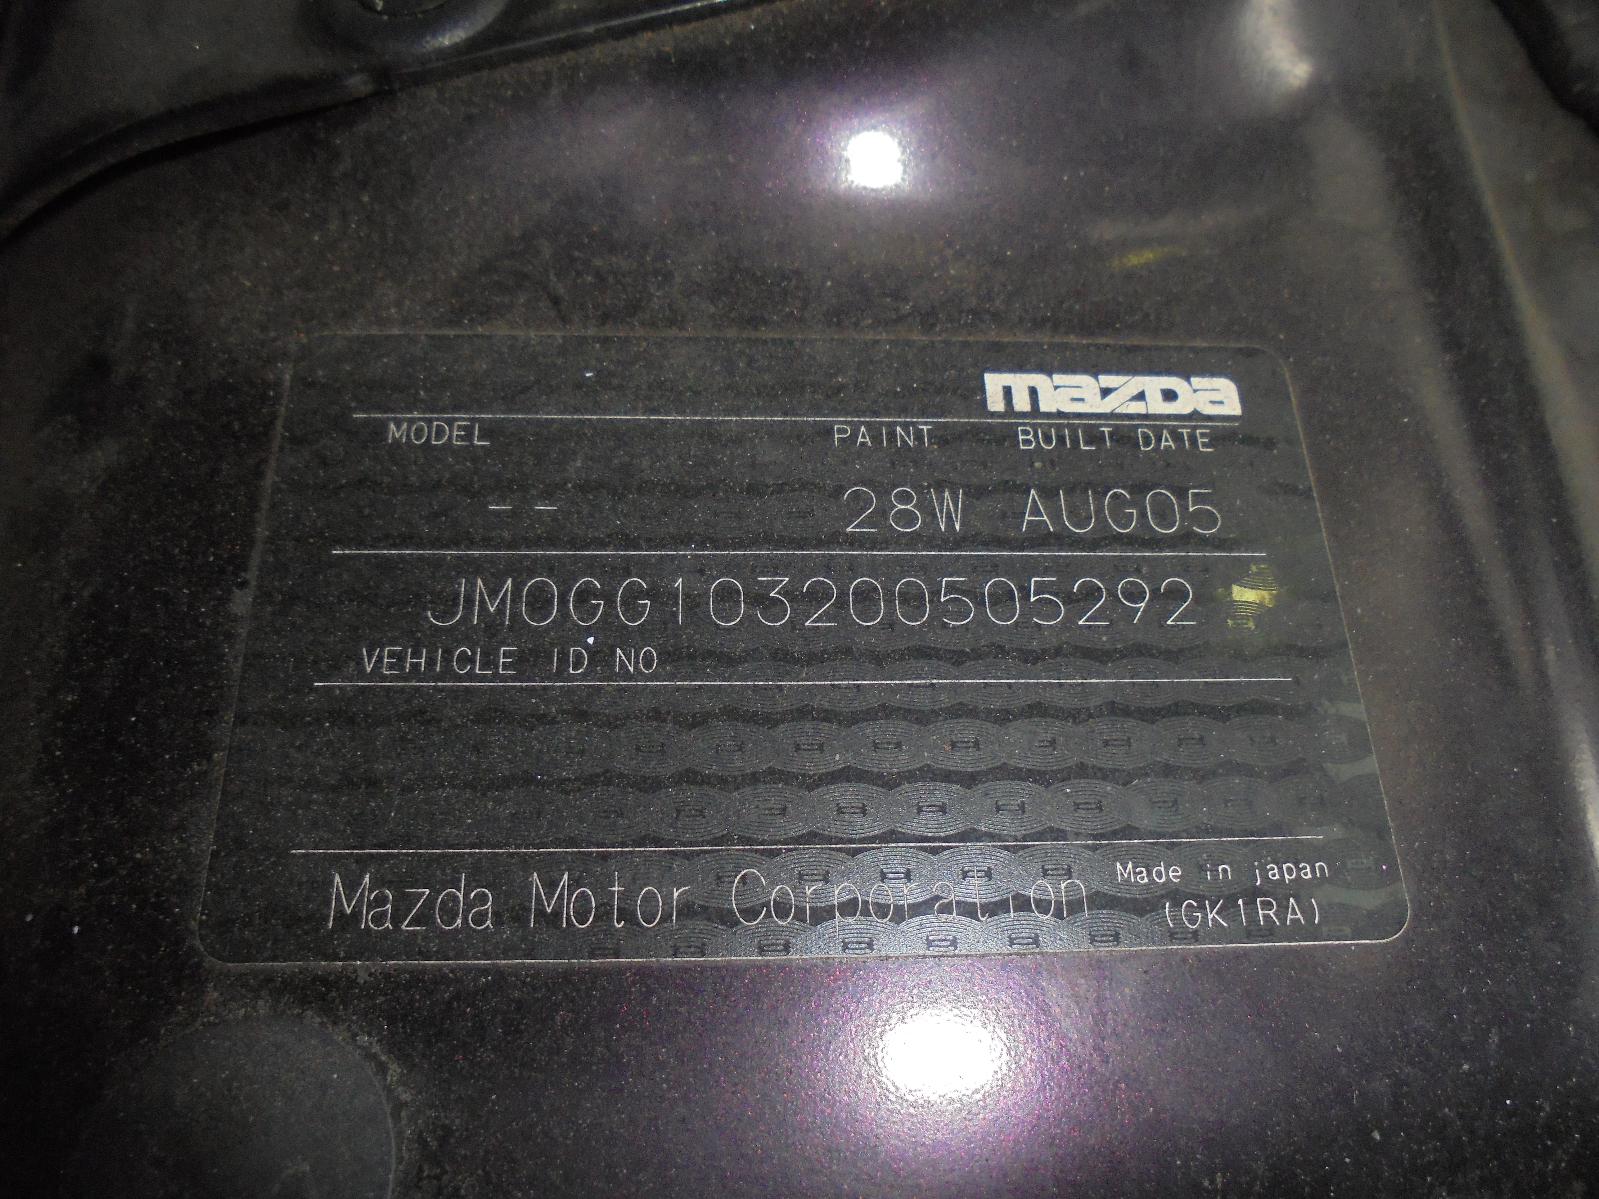 mazda
MODEL PAINT BUILT DATE
-- 28W AUG05
JM0GG103200505292
VEHICLE ID NO
Mazda Motor Corporation Made in japan
(GK1RA)